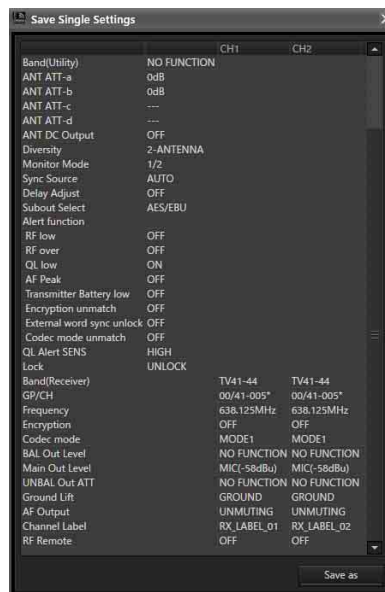 Save Single Settings
CH1 CH2
Band(Utility) NO FUNCTION
ANT ATT-a 0dB
ANT ATT-b 0dB
ANT ATT-c ---
ANT ATT-d ---
ANT DC Output OFF
Diversity 2-ANTENNA
Monitor Mode 1/2
Sync Source AUTO
Delay Adjust OFF
Subout Select AES/EBU
Alert function
RF low OFF
RF over OFF
QL low ON
AF Peak OFF
Transmitter Battery low OFF
Encryption unmatch OFF
External word sync unlock OFF
Codec mode unmatch OFF
QL Alert SENS HIGH
Lock UNLOCK
Band(Receiver) TV41-44 TV41-44
GP/CH 00/41-005* 00/41-005*
Frequency 638.125MHz 638.125MHz
Encryption OFF OFF
Codec mode MODE1 MODE1
BAL Out Level NO FUNCTION NO FUNCTION
Main Out Level MIC(-58dBu) MIC(-58dBu)
UNBAL Out ATT NO FUNCTION NO FUNCTION
Ground Lift GROUND GROUND
AF Output UNMUTING UNMUTING
Channel Label RX_LABEL_01 RX_LABEL_02
RF Remote OFF OFF
Save as